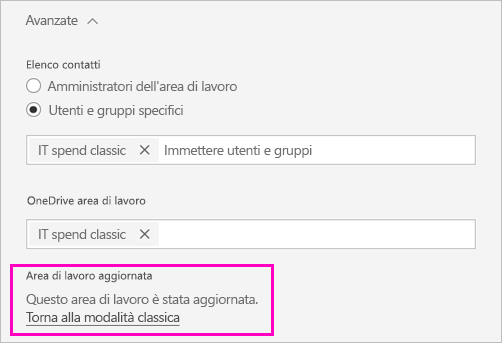 Avanzate
Elenco contatti
Amministratori dell'area di lavoro
Utenti e gruppi specifici
IT spend classic Immettere utenti e gruppi
OneDrive area di lavoro
IT spend classic
Area di lavoro aggiornata
Questo area di lavoro è stata aggiornata.
Torna alla modalità classica